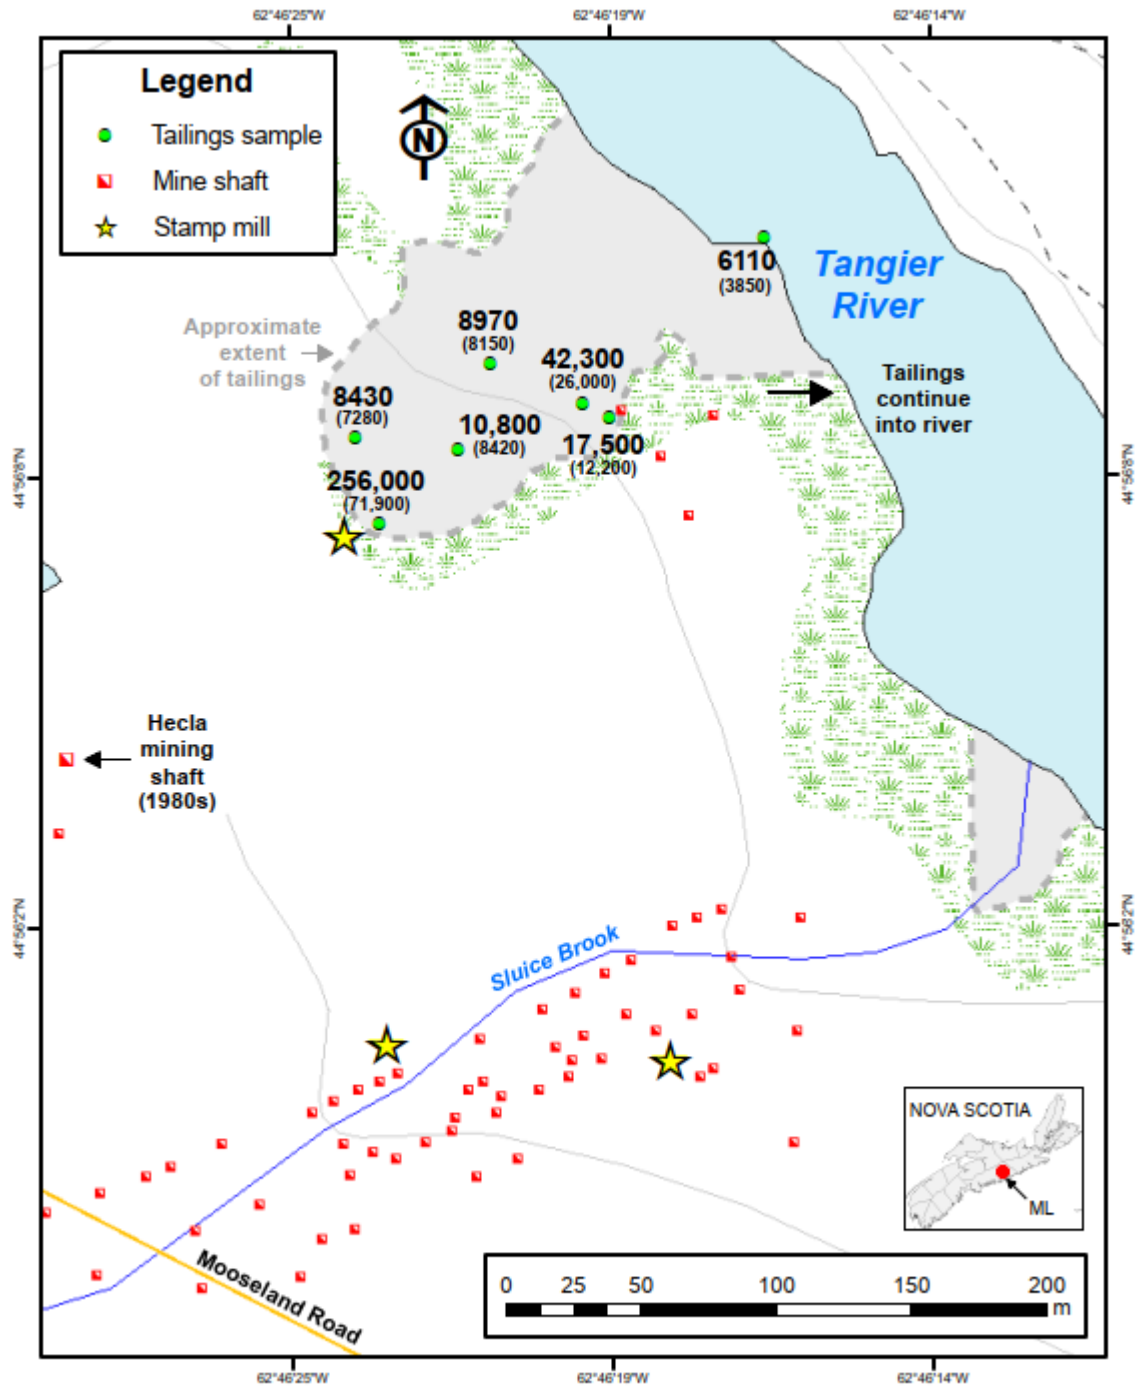 62°46'25"W
62°46'19"W
62°46'14"W
Legend
Tailings sample
Mine shaft
Stamp mill
N
6110
(3850)
Tangier
River
8970
(8150)
Approximate
extent
of tailings
42,300
(26,000)
Tailings
continue
into river
8430
(7280)
10,800
(8420)
17,500
(12,200)
256,000
(71,900)
44°56'8"N
44°56'8"N
Hecla
mining
shaft
(1980s)
44°56'2"N
44°56'2"N
Sluice Brook
NOVA SCOTIA
ML
Mooseland Road
0 25 50 100 150 200
m
62°46'25"W
62°46'19"W
62°46'14"W